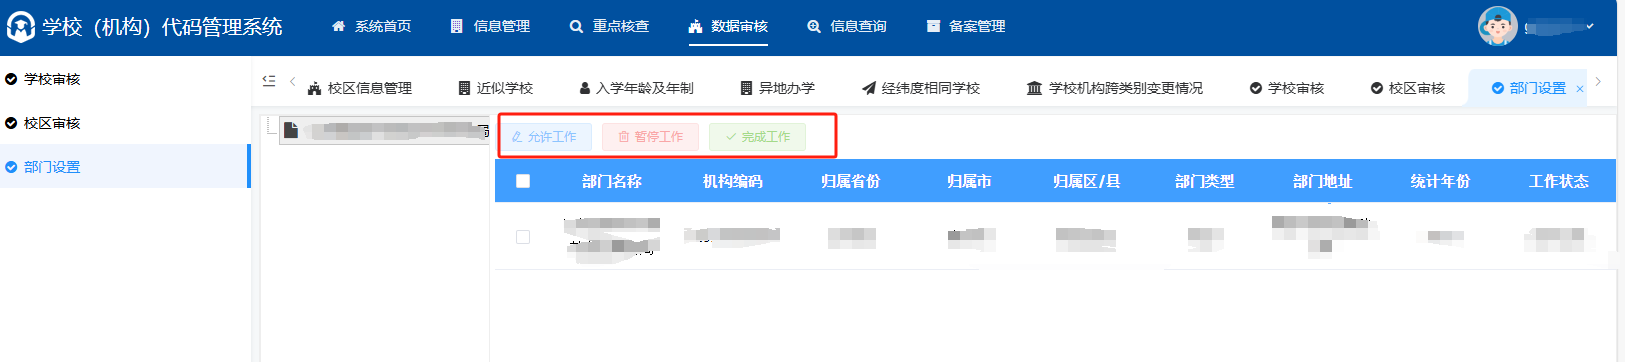 学校（机构）代码管理系统 系统首页 信息管理 重点核查 数据审核 信息查询 备案管理
学校审核
校区审核
部门设置
校区信息管理 近似学校 入学年龄及年制 异地办学 经纬度相同学校 学校机构跨类别变更情况 学校审核 校区审核 部门设置 ×
局
允许工作 暂停工作 完成工作
部门名称 机构编码 归属省份 归属市 归属区/县 部门类型 部门地址 统计年份 工作状态